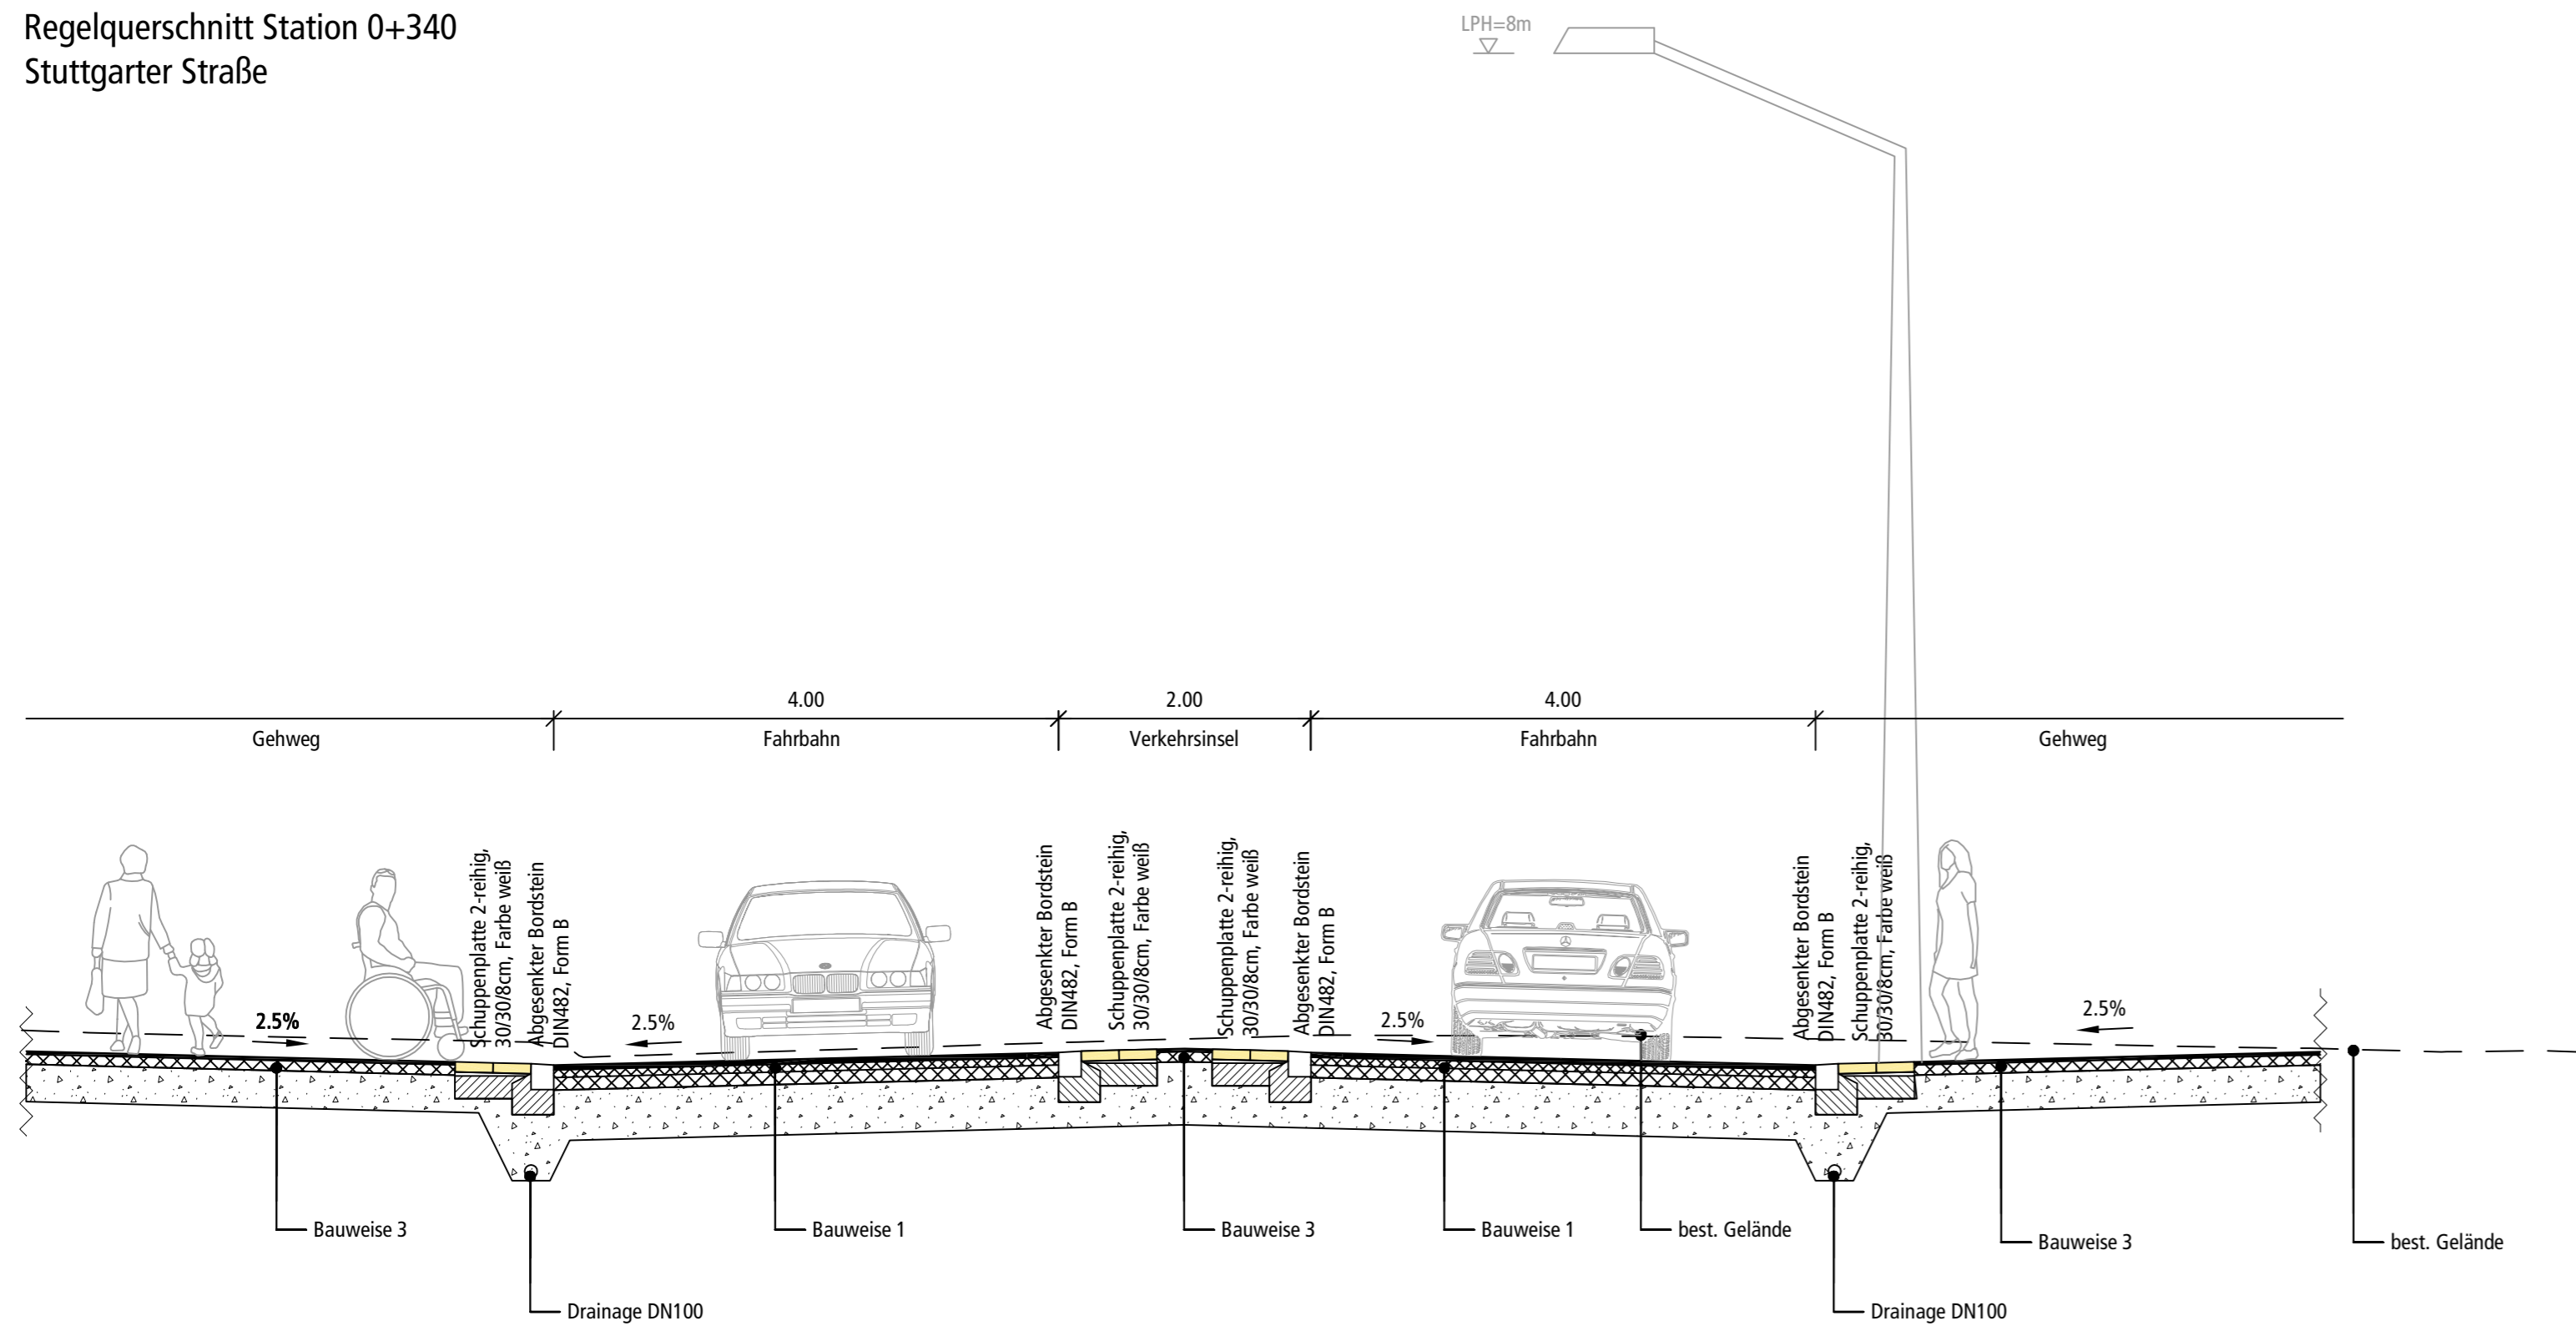 Regelquerschnitt Station 0+340
Stuttgarter Straße
LPH=8m
4.00
2.00
4.00
Gehweg
Fahrbahn
Verkehrsinsel
Fahrbahn
Gehweg
Schuppenplatte 2-reihig,
30/30/8cm, Farbe weiß
Abgesenkter Bordstein
DIN482, Form B
Abgesenkter Bordstein
DIN482, Form B
Schuppenplatte 2-reihig,
30/30/8cm, Farbe weiß
Schuppenplatte 2-reihig,
30/30/8cm, Farbe weiß
Abgesenkter Bordstein
DIN482, Form B
Abgesenkter Bordstein
DIN482, Form B
Schuppenplatte 2-reihig,
30/30/8cm, Farbe weiß
2.5%
2.5%
2.5%
2.5%
Bauweise 3
Bauweise 1
Bauweise 3
Bauweise 1
best. Gelände
Bauweise 3
best. Gelände
Drainage DN100
Drainage DN100